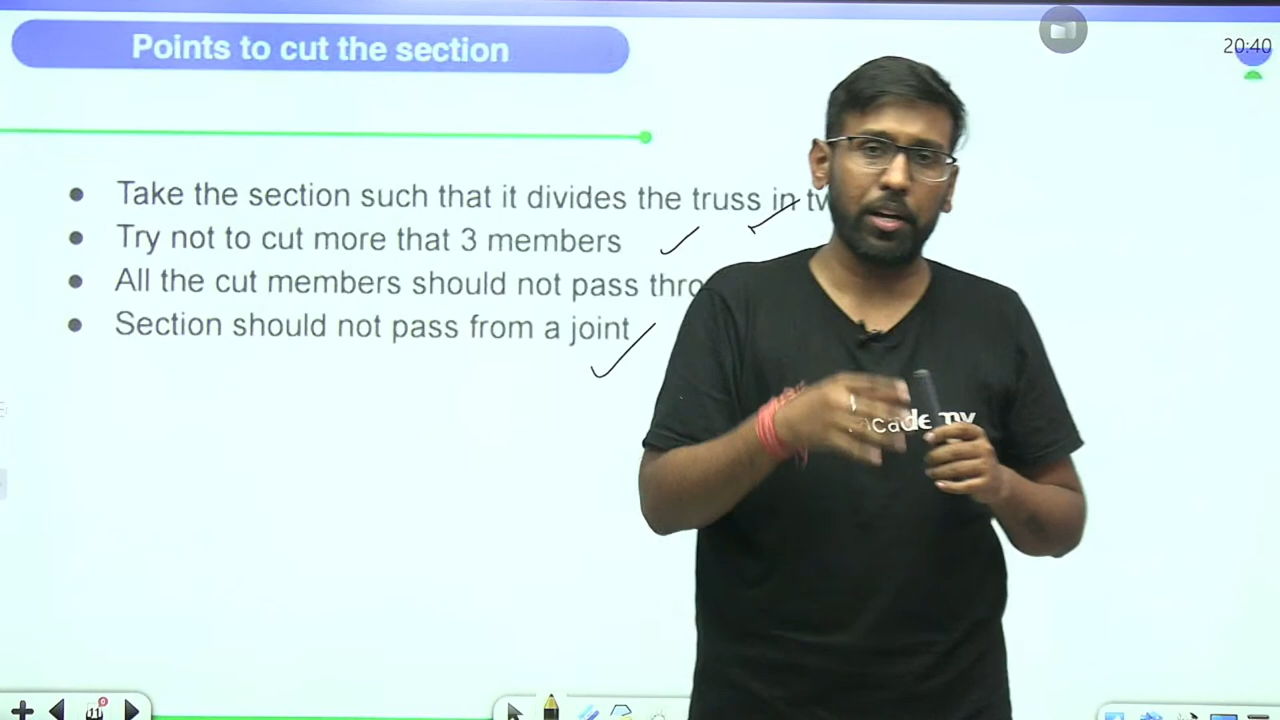 Points to cut the section
20:40
● Take the section such that it divides the truss in
● Try not to cut more that 3 members
● All the cut members should not pass
● Section should not pass from a joint
11